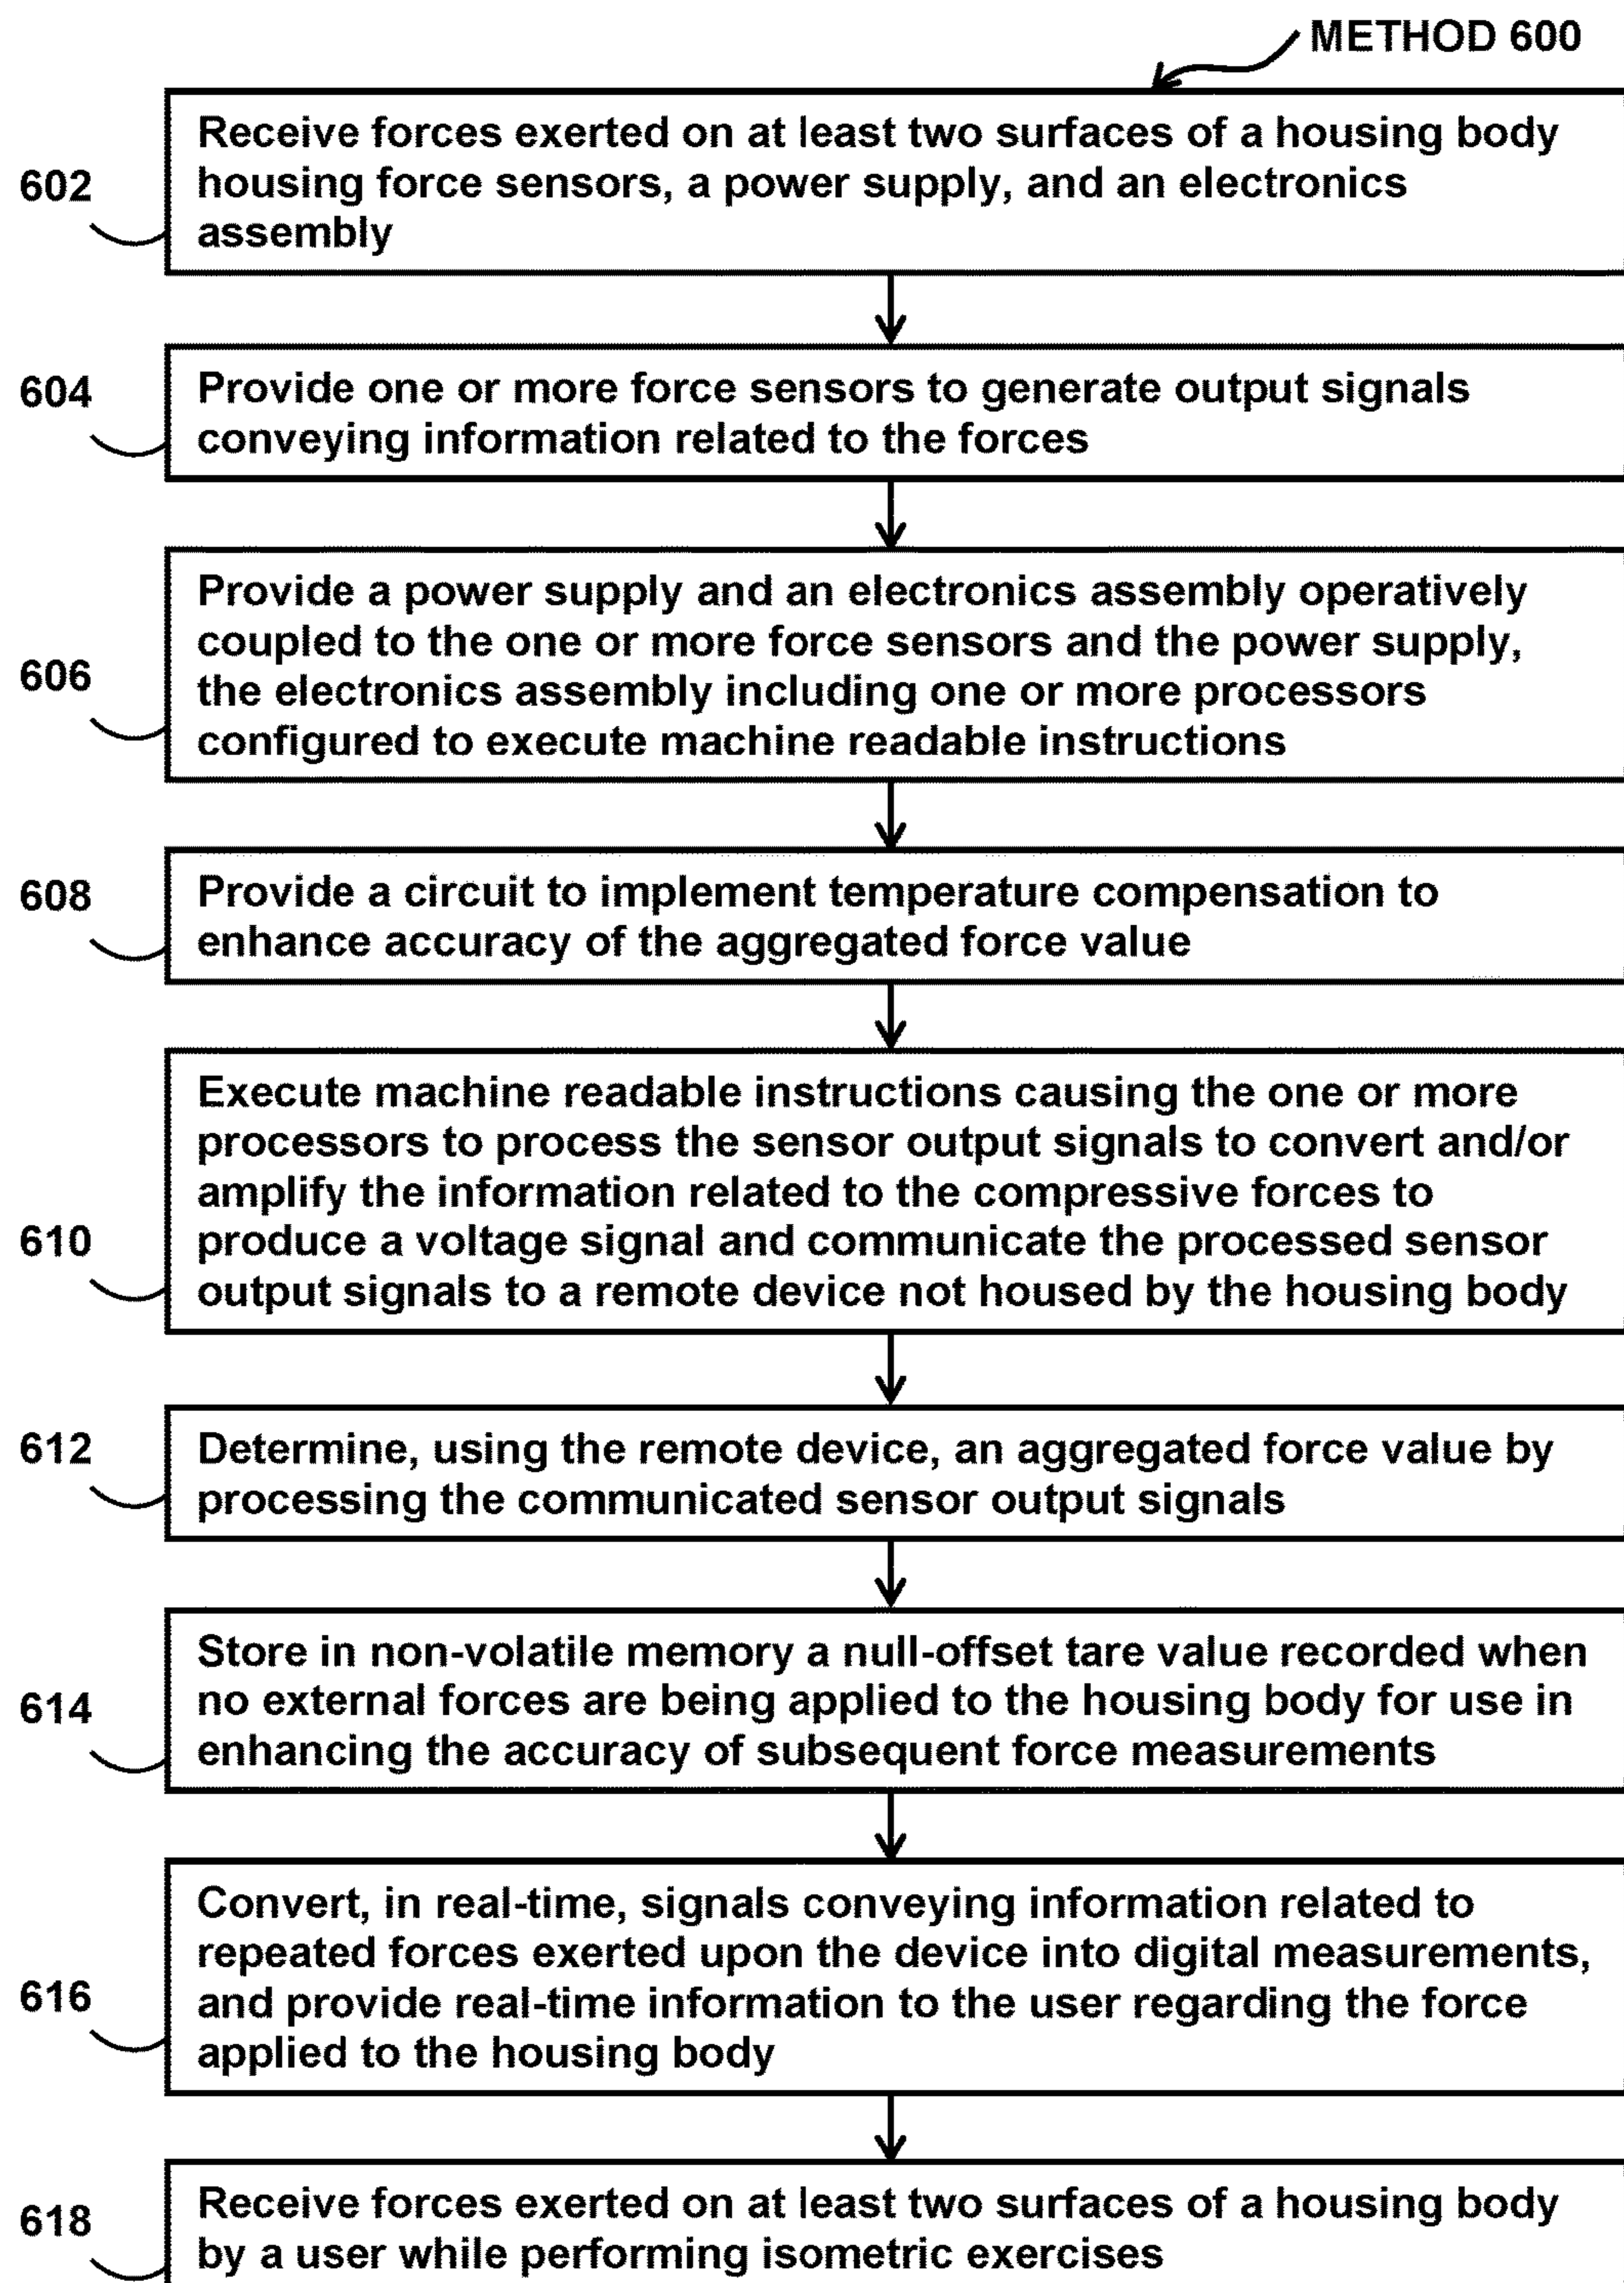 METHOD 600
602
Receive forces exerted on at least two surfaces of a housing body
housing force sensors, a power supply, and an electronics
assembly
604
Provide one or more force sensors to generate output signals
conveying information related to the forces
606
Provide a power supply and an electronics assembly operatively
coupled to the one or more force sensors and the power supply,
the electronics assembly including one or more processors
configured to execute machine readable instructions
608
Provide a circuit to implement temperature compensation to
enhance accuracy of the aggregated force value
610
Execute machine readable instructions causing the one or more
processors to process the sensor output signals to convert and/or
amplify the information related to the compressive forces to
produce a voltage signal and communicate the processed sensor
output signals to a remote device not housed by the housing body
612
Determine, using the remote device, an aggregated force value by
processing the communicated sensor output signals
614
Store in non-volatile memory a null-offset tare value recorded when
no external forces are being applied to the housing body for use in
enhancing the accuracy of subsequent force measurements
616
Convert, in real-time, signals conveying information related to
repeated forces exerted upon the device into digital measurements,
and provide real-time information to the user regarding the force
applied to the housing body
618
Receive forces exerted on at least two surfaces of a housing body
by a user while performing isometric exercises